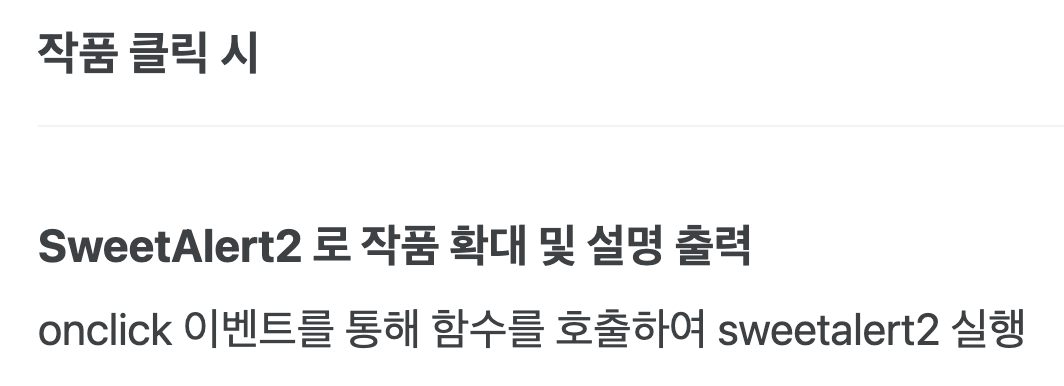 작품 클릭 시
SweetAlert2 로 작품 확대 및 설명 출력
onclick 이벤트를 통해 함수를 호출하여 sweetalert2 실행